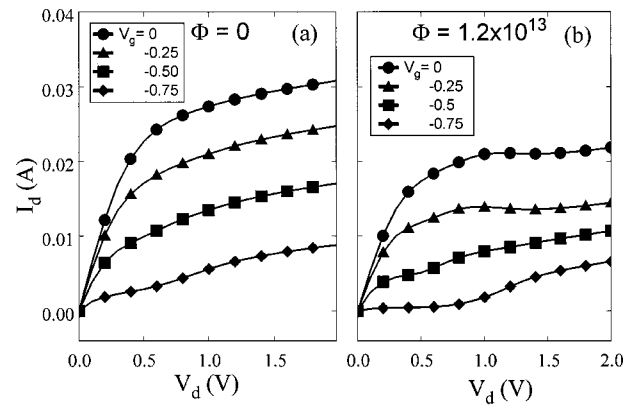 Φ = 0
(a)
V_g= 0
-0.25
-0.50
-0.75
0.04
0.03
0.02
0.01
0.00
I_d (A)
0.0 0.5 1.0 1.5
V_d (V)
Φ = 1.2x10^13
(b)
V_g= 0
-0.25
-0.5
-0.75
0.0 0.5 1.0 1.5 2.0
V_d (V)